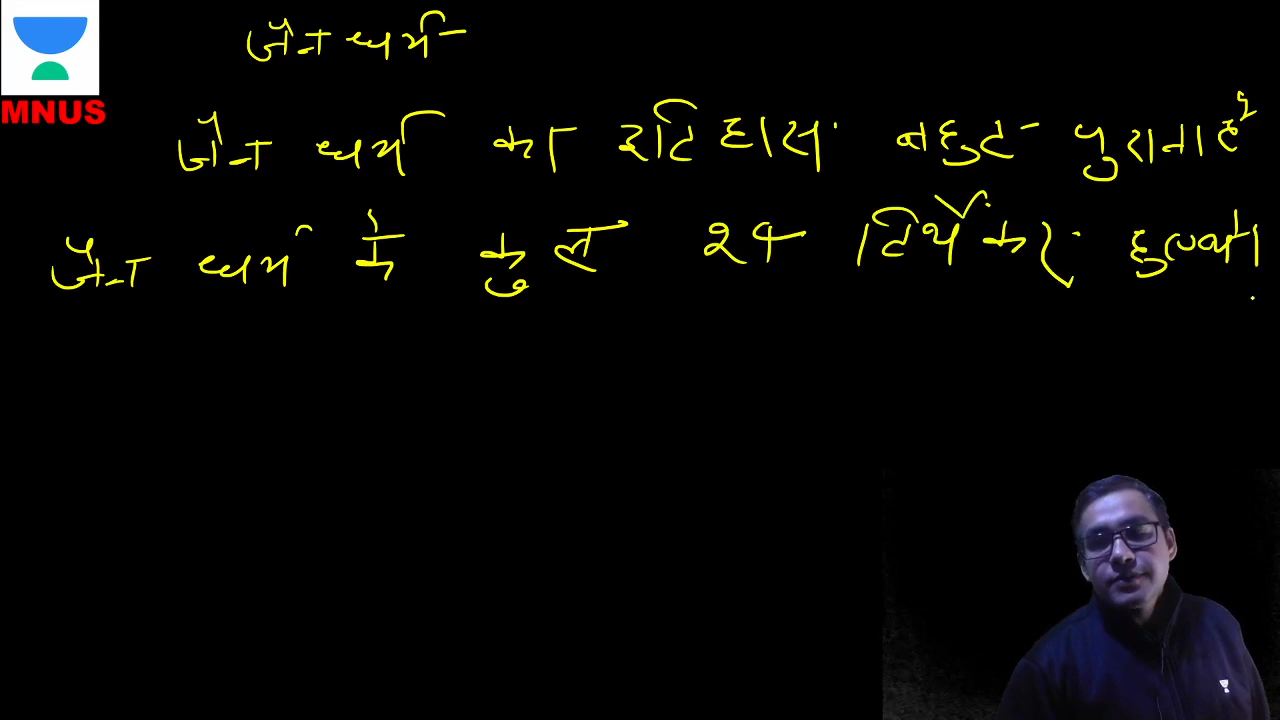 MNUS
जैन धर्म
जैन धर्म का इतिहास बहुत पुराना है
जैन धर्म के कुल 24 तिर्थेकर